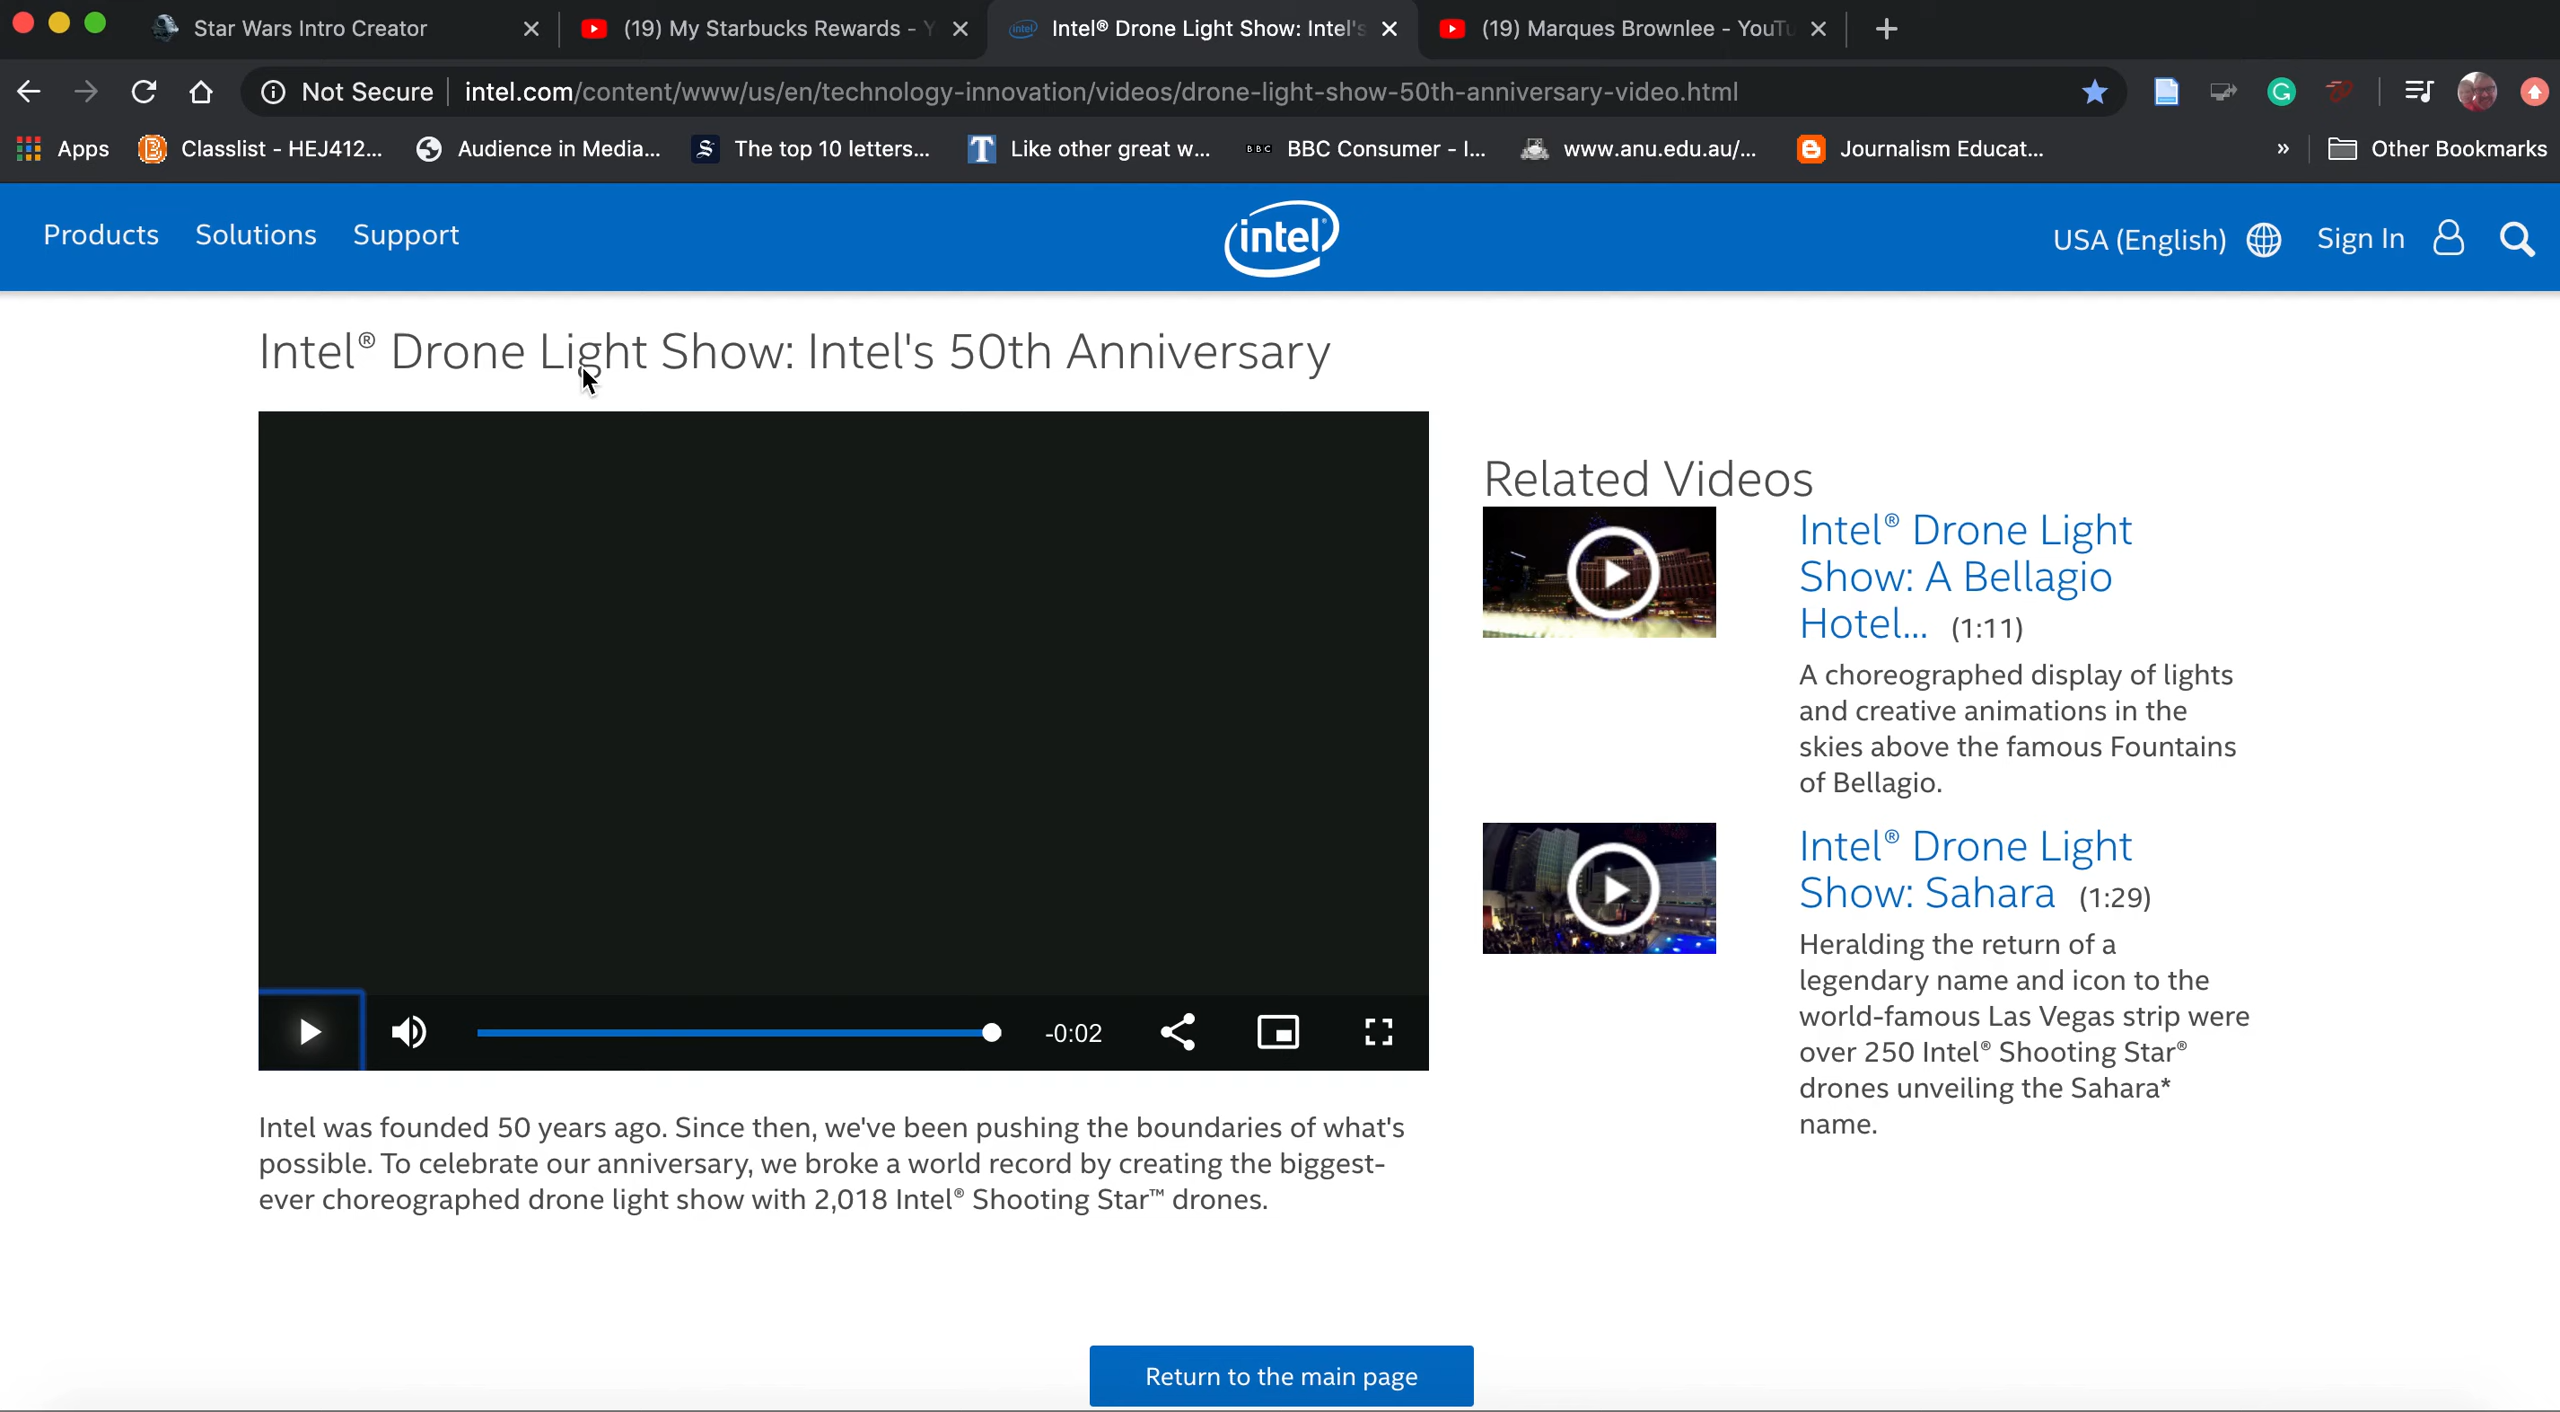 Star Wars Intro Creator
(19) My Starbucks Rewards - Y
Intel® Drone Light Show: Intel's
(19) Marques Brownlee - YouTu
Not Secure
intel.com/content/www/us/en/technology-innovation/videos/drone-light-show-50th-anniversary-video.html
Apps
Classlist - HEJ412...
Audience in Media...
The top 10 letters...
Like other great w...
BBC
BBC Consumer - I...
www.anu.edu.au/...
Journalism Educat...
»
Other Bookmarks
Products
Solutions
Support
intel
USA (English)
Sign In
Intel® Drone Light Show: Intel's 50th Anniversary
-0:02
Intel was founded 50 years ago. Since then, we've been pushing the boundaries of what's
possible. To celebrate our anniversary, we broke a world record by creating the biggest-
ever choreographed drone light show with 2,018 Intel® Shooting Star™ drones.
Related Videos
Intel® Drone Light
Show: A Bellagio
Hotel... (1:11)
A choreographed display of lights
and creative animations in the
skies above the famous Fountains
of Bellagio.
Intel® Drone Light
Show: Sahara (1:29)
Heralding the return of a
legendary name and icon to the
world-famous Las Vegas strip were
over 250 Intel® Shooting Star®
drones unveiling the Sahara*
name.
Return to the main page